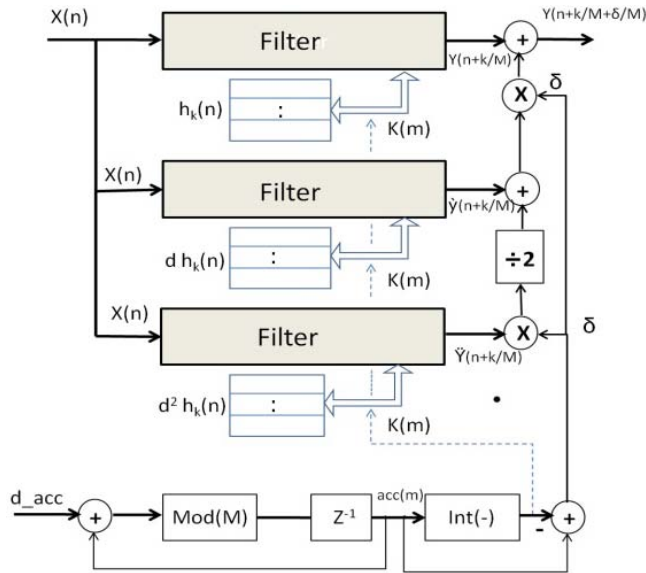 X(n)
Filter
Y(n+k/M)
+
Y(n+k/M+δ/M)
h_k(n)
:
K(m)
X
δ
X(n)
Filter
ẏ(n+k/M)
+
d h_k(n)
:
K(m)
÷2
X(n)
Filter
Ÿ(n+k/M)
X
δ
d² h_k(n)
:
K(m)
d_acc
+
Mod(M)
Z⁻¹
acc(m)
Int(-)
-
+